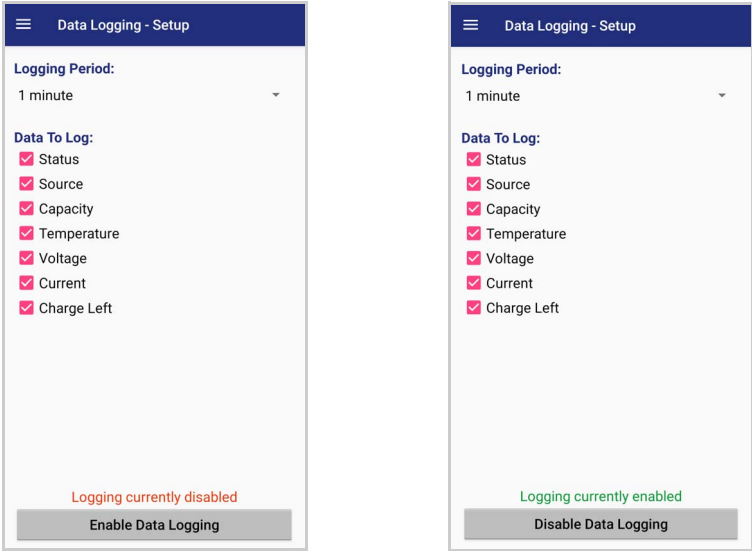 Data Logging - Setup
Logging Period:
1 minute
Data To Log:
Status
Source
Capacity
Temperature
Voltage
Current
Charge Left
Logging currently disabled
Enable Data Logging
Data Logging - Setup
Logging Period:
1 minute
Data To Log:
Status
Source
Capacity
Temperature
Voltage
Current
Charge Left
Logging currently enabled
Disable Data Logging